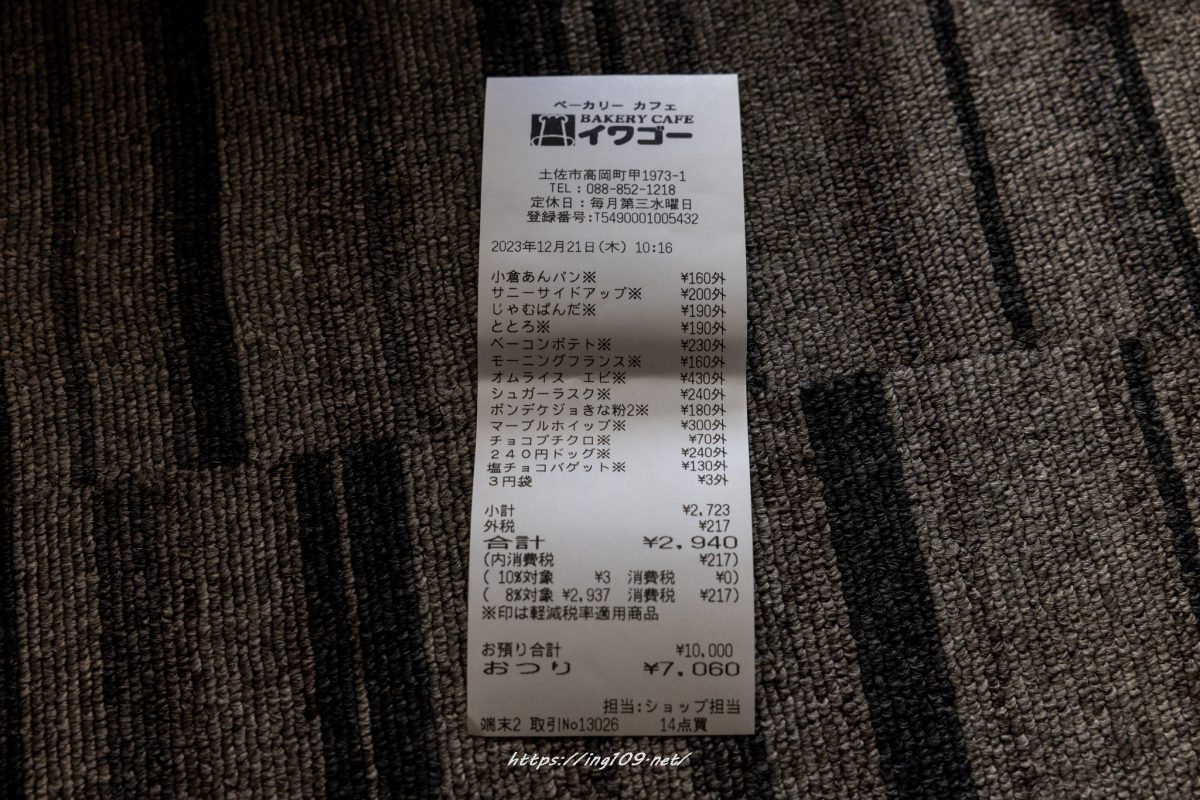 ベーカリー カフェ
BAKERY CAFE
イワゴー
土佐市高岡町甲1973-1
TEL：088-852-1218
定休日：毎月第三水曜日
登録番号:T5490001005432
2023年12月21日(木) 10:16
小倉あんパン※ ¥160外
サニーサイドアップ※ ¥200外
じゃむぱんだ※ ¥190外
ととろ※ ¥190外
ベーコンポテト※ ¥230外
モーニングフランス※ ¥160外
オムライス　エビ※ ¥430外
シュガーラスク※ ¥240外
ポンデケジョきな粉2※ ¥180外
マーブルホイップ※ ¥300外
チョコプチクロ※ ¥70外
２４０円ドッグ※ ¥240外
塩チョコバゲット※ ¥130外
３円袋 ¥3外
小計 ¥2,723
外税 ¥217
合計 ¥2,940
(内消費税 ¥217)
( 10%対象 ¥3 消費税 ¥0)
( 8%対象 ¥2,937 消費税 ¥217)
※印は軽減税率適用商品
お預り合計 ¥10,000
おつり ¥7,060
担当:ショップ担当
端末2 取引No13026 14点買
https://ing109-net/